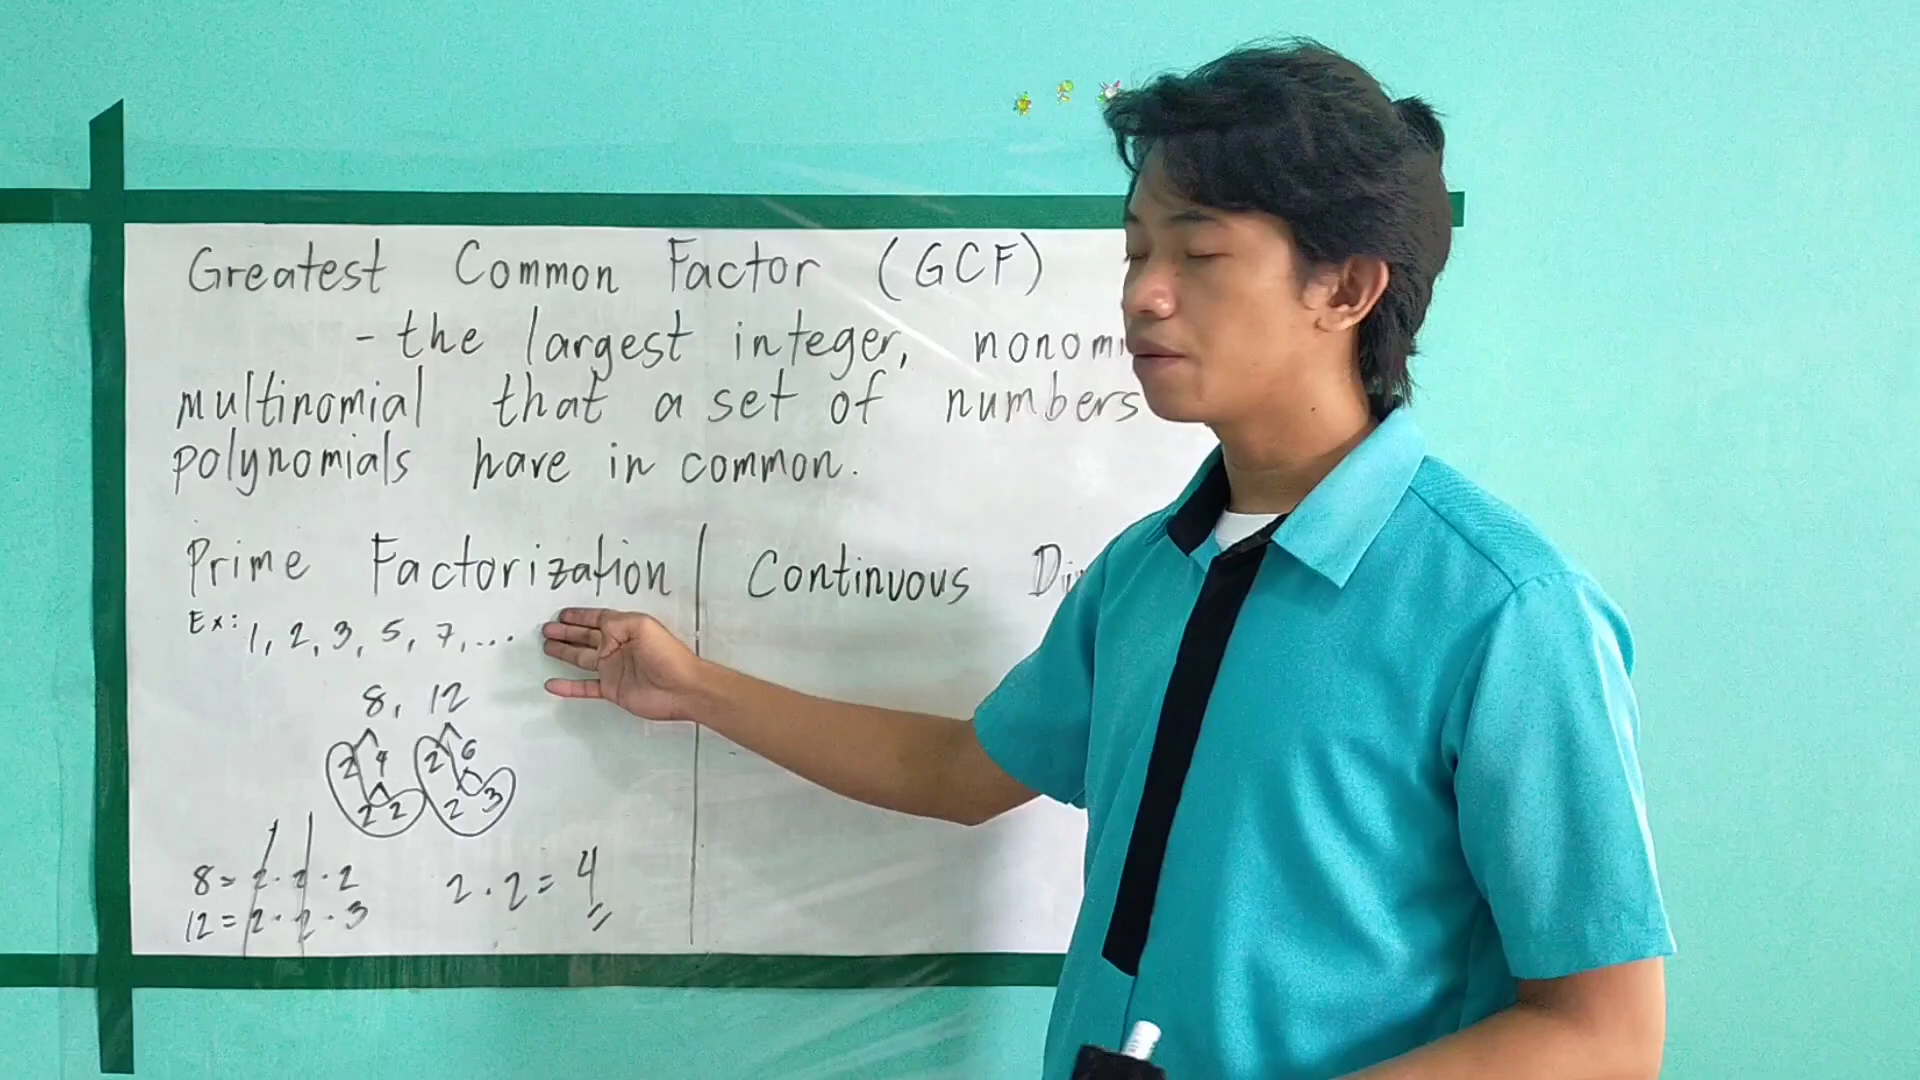 Greatest Common Factor (GCF)
- the largest integer, nonomi
multinomial that a set of numbers
polynomials have in common.
Prime Factorization
Ex: 1, 2, 3, 5, 7, ...
8, 12
2 4 2 6
2 2 2 3
8 = 2 · 2 · 2
12 = 2 · 2 · 3
2 · 2 = 4
Continuous